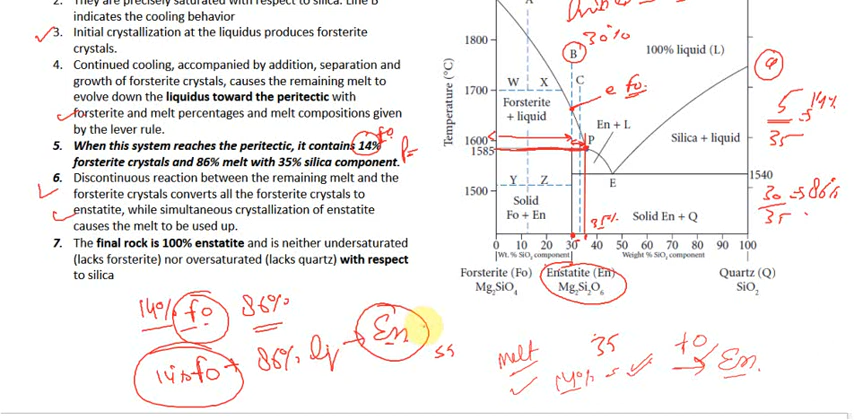 2. They are precisely saturated with respect to silica. Line B
indicates the cooling behavior
3. Initial crystallization at the liquidus produces forsterite
crystals.
4. Continued cooling, accompanied by addition, separation and
growth of forsterite crystals, causes the remaining melt to
evolve down the liquidus toward the peritectic with
forsterite and melt percentages and melt compositions given
by the lever rule.
5. When this system reaches the peritectic, it contains 14%
fo
forsterite crystals and 86% melt with 35% silica component.
P=
6. Discontinuous reaction between the remaining melt and the
forsterite crystals converts all the forsterite crystals to
enstatite, while simultaneous crystallization of enstatite
causes the melt to be used up.
7. The final rock is 100% enstatite and is neither undersaturated
(lacks forsterite) nor oversaturated (lacks quartz) with respect
to silica
14% fo 86%
14% fo + 86% liq → En
Temperature (°C)
1800
1700
1600
1585
1500
A
30%
B
C
100% liquid (L)
W X
fo
Forsterite
+ liquid
En + L
P
Silica + liquid
1540
Y Z
E
Solid
Fo + En
35%
Solid En + Q
0 10 20 30 40 50 60 70 80 90 100
Wt. % SiO₂ component
Weight % SiO₂ component
Forsterite (Fo) Enstatite (En) Quartz (Q)
Mg₂SiO₄ Mg₂Si₂O₆ SiO₂
5/35 = 14%
30/35 = 86%
melt 35 fo
14% = → En.